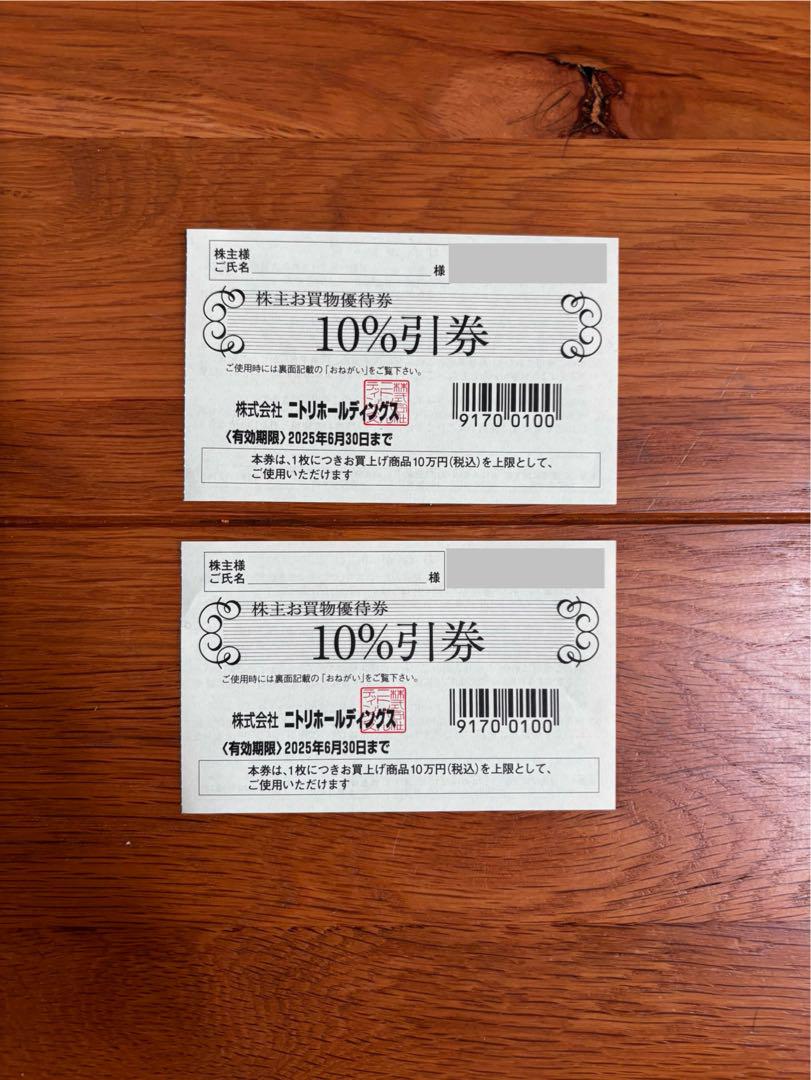 株主様
ご氏名 様
株主お買物優待券
10%引券
ご使用時には裏面記載の「おねがい」をご覧下さい。
株式会社 ニトリホールディングス
9170 0100
〈有効期限〉2025年6月30日まで
本券は、1枚につきお買上げ商品10万円(税込)を上限として、
ご使用いただけます
株主様
ご氏名 様
株主お買物優待券
10%引券
ご使用時には裏面記載の「おねがい」をご覧下さい。
株式会社 ニトリホールディングス
9170 0100
〈有効期限〉2025年6月30日まで
本券は、1枚につきお買上げ商品10万円(税込)を上限として、
ご使用いただけます